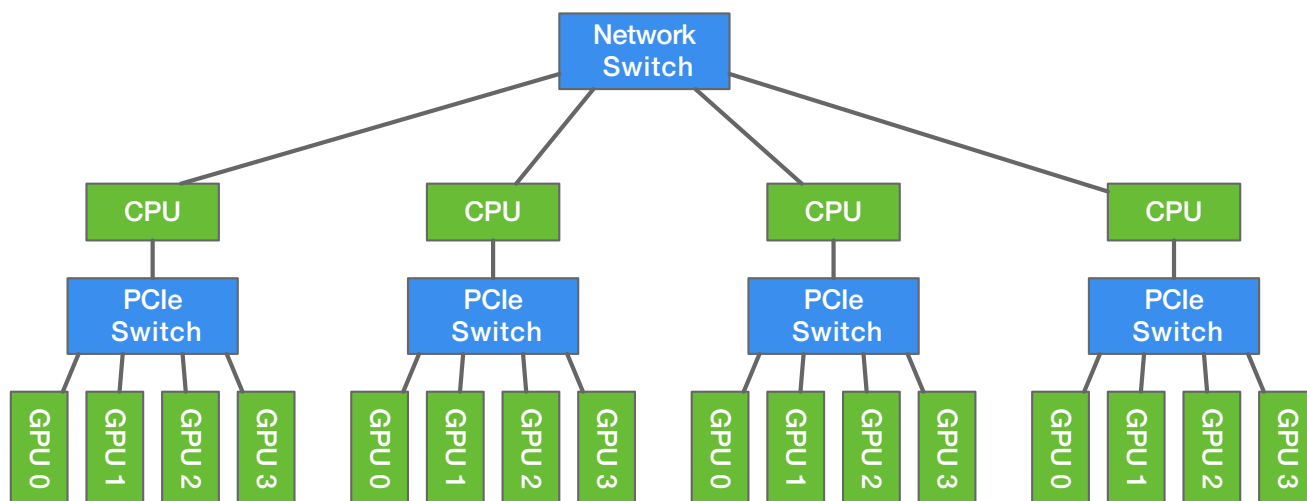 Network
Switch
CPU
CPU
CPU
CPU
PCIe
Switch
PCIe
Switch
PCIe
Switch
PCIe
Switch
GPU 0
GPU 1
GPU 2
GPU 3
GPU 0
GPU 1
GPU 2
GPU 3
GPU 0
GPU 1
GPU 2
GPU 3
GPU 0
GPU 1
GPU 2
GPU 3